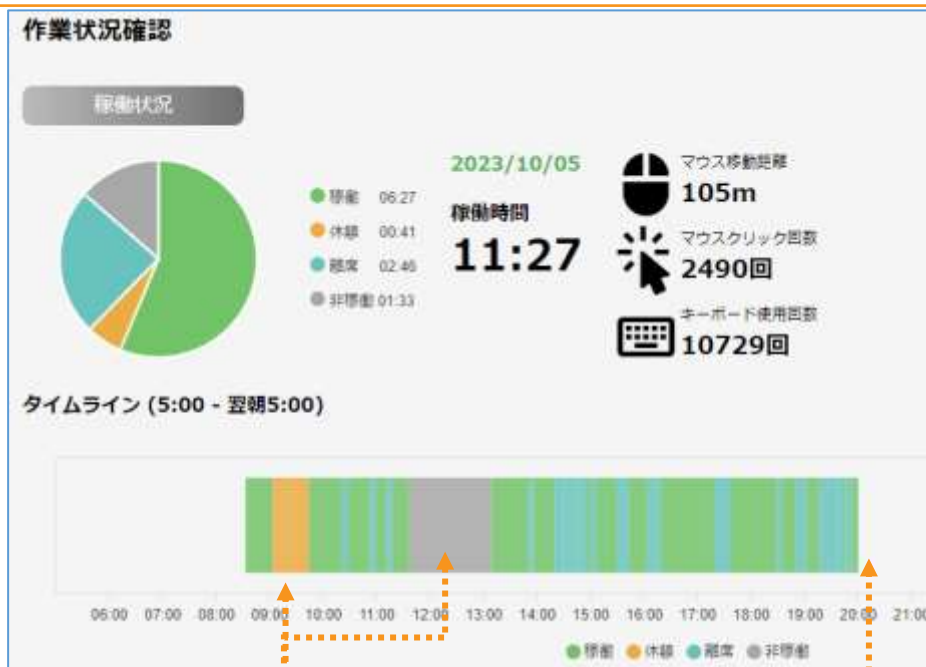 作業状況確認
稼働状況
2023/10/05
稼働時間
11:27
稼働 06:27
休憩 00:41
離席 02:46
非稼働 01:33
マウス移動距離
105m
マウスクリック回数
2490回
キーボード使用回数
10729回
タイムライン (5:00 - 翌朝5:00)
06:00 07:00 08:00 09:00 10:00 11:00 12:00 13:00 14:00 15:00 16:00 17:00 18:00 19:00 20:00 21:00
稼働 休憩 離席 非稼働